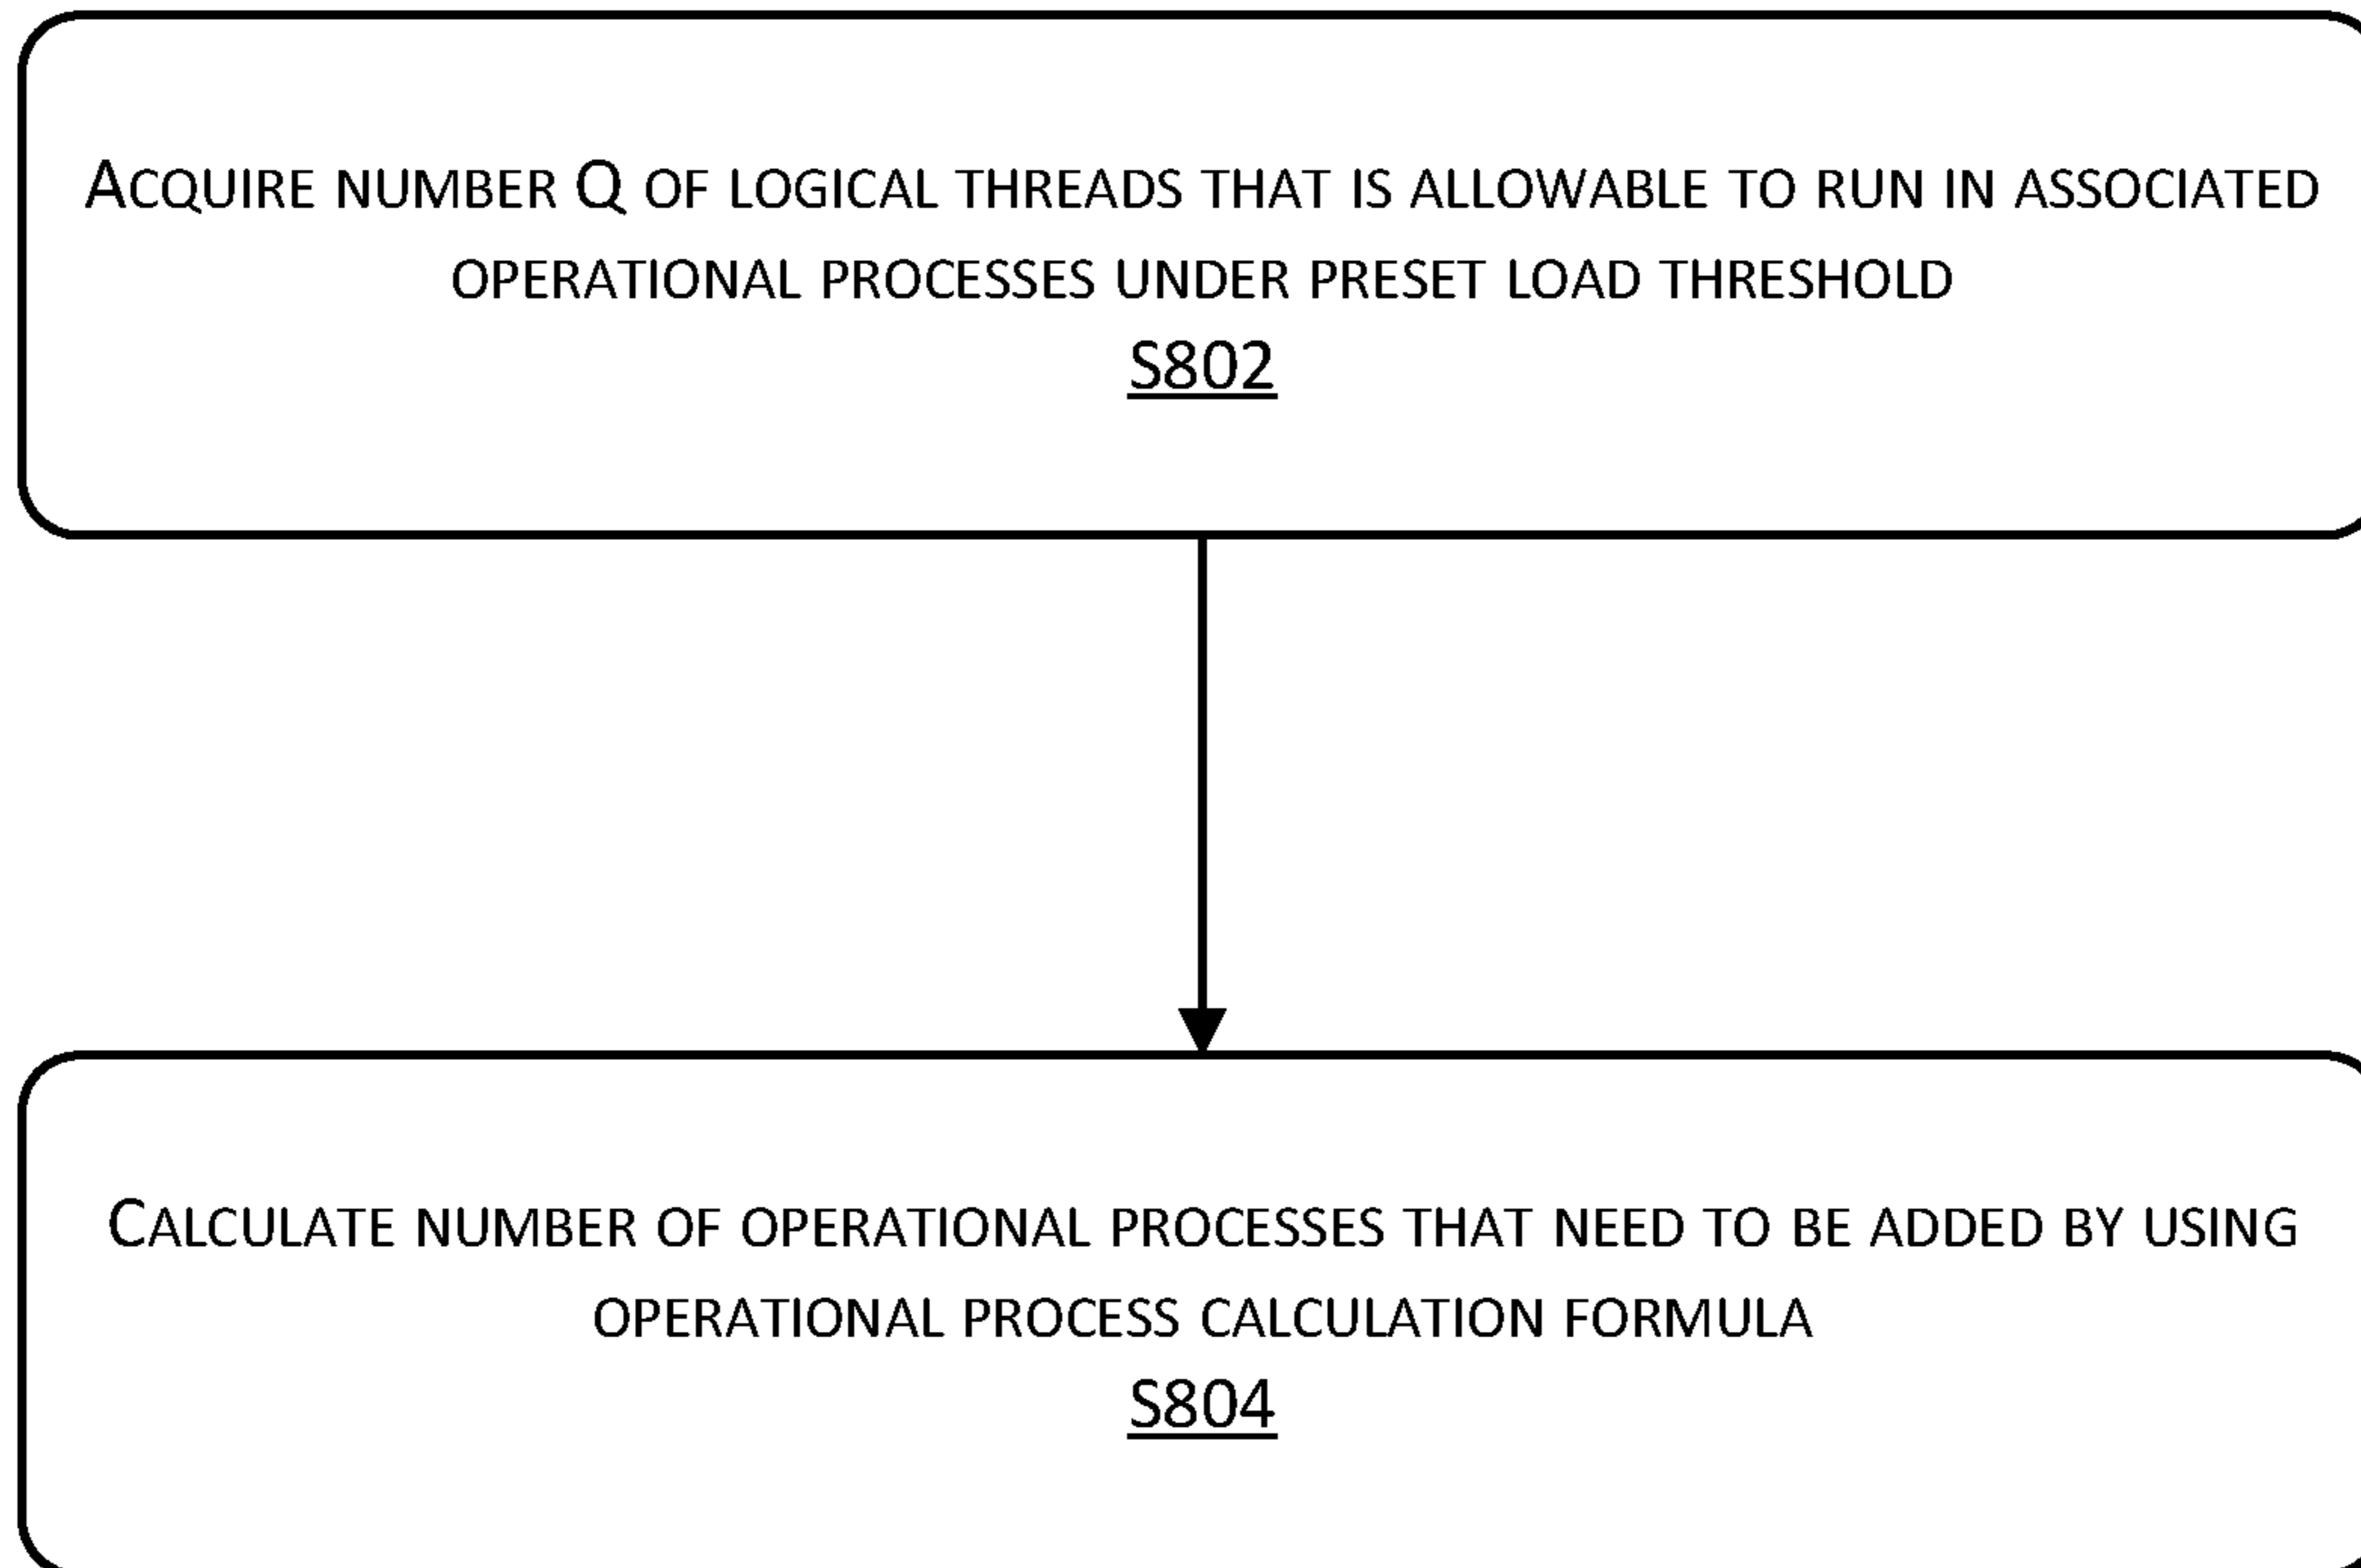 Acquire number Q of logical threads that is allowable to run in associated
operational processes under preset load threshold
S802
Calculate number of operational processes that need to be added by using
operational process calculation formula
S804